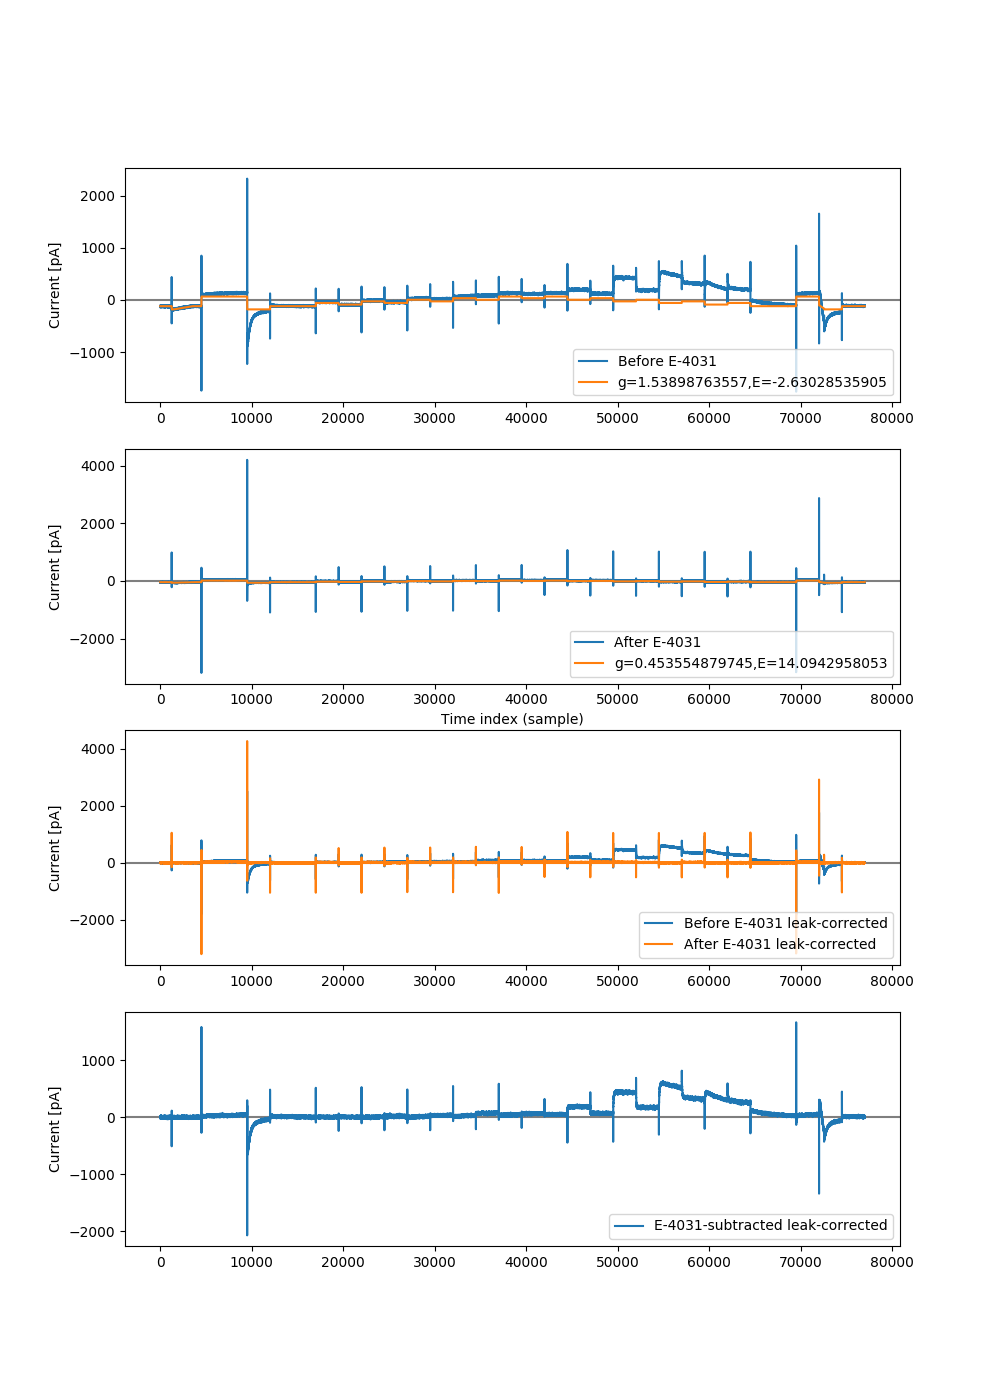 2000
1000
0
−1000
Current [pA]
Before E-4031
g=1.53898763557,E=-2.63028535905
0 10000 20000 30000 40000 50000 60000 70000 80000
4000
2000
0
−2000
Current [pA]
After E-4031
g=0.453554879745,E=14.0942958053
0 10000 20000 30000 40000 50000 60000 70000 80000
Time index (sample)
4000
2000
0
−2000
Current [pA]
Before E-4031 leak-corrected
After E-4031 leak-corrected
0 10000 20000 30000 40000 50000 60000 70000 80000
1000
0
−1000
−2000
Current [pA]
E-4031-subtracted leak-corrected
0 10000 20000 30000 40000 50000 60000 70000 80000